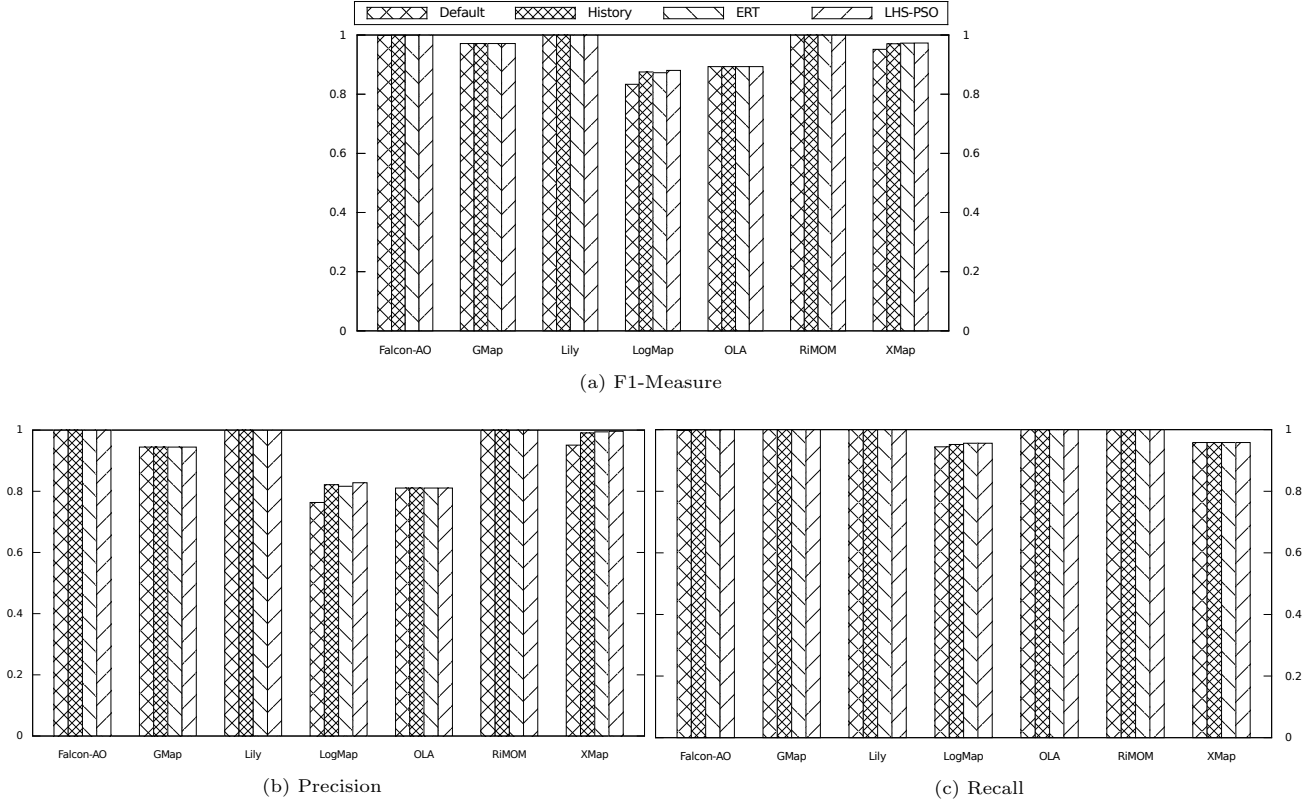 Default History ERT LHS-PSO
1 1
0.8 0.8
0.6 0.6
0.4 0.4
0.2 0.2
0 0
Falcon-AO GMap Lily LogMap OLA RiMOM XMap
(a) F1-Measure
1 1
0.8 0.8
0.6 0.6
0.4 0.4
0.2 0.2
0 0
Falcon-AO GMap Lily LogMap OLA RiMOM XMap Falcon-AO GMap Lily LogMap OLA RiMOM XMap
(b) Precision (c) Recall